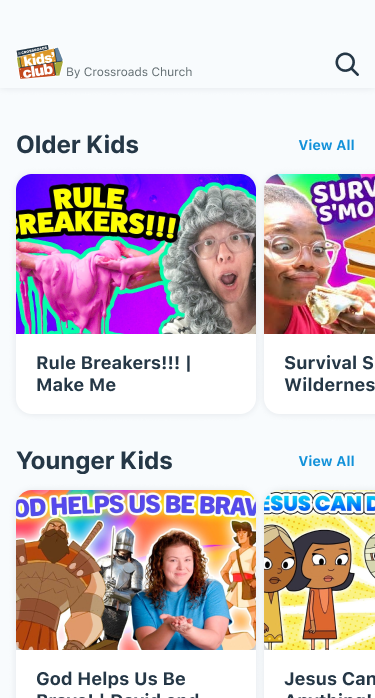 CROSSROADS
kids'
club
By Crossroads Church
Older Kids
View All
RULE
BREAKERS!!!
SURV
S'MO
Rule Breakers!!! |
Make Me
Survival S
Wildernes
Younger Kids
View All
OD HELPS US BE BRAV
ESUS CAN D
God Helps Us Be
Brave! | David and
Jesus Can
Anything!